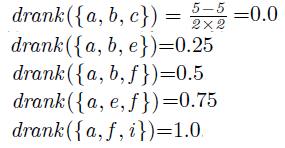 drank({a, b, c}) = 5−5 / 2×2 =0.0
drank({a, b, e})=0.25
drank({a, b, f})=0.5
drank({a, e, f})=0.75
drank({a, f, i})=1.0